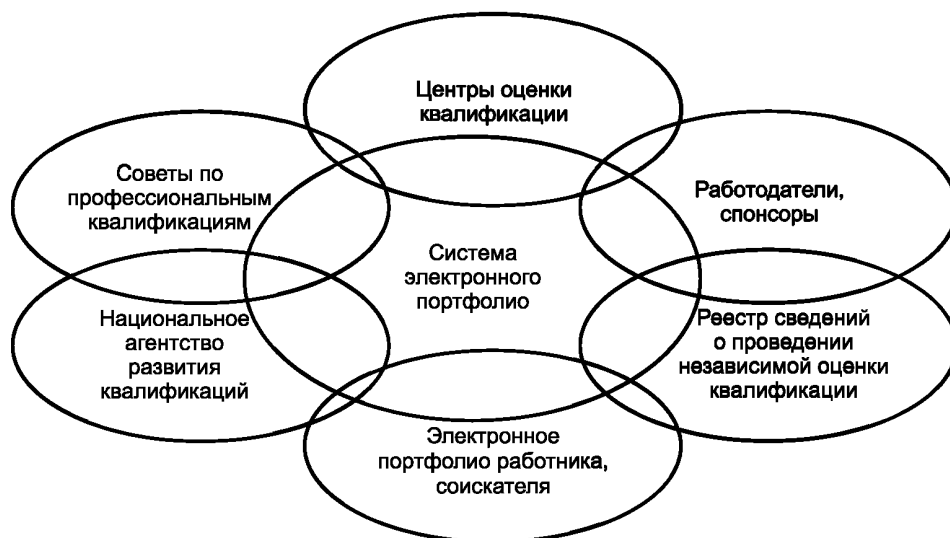 Центры оценки
квалификации
Советы по
профессиональным
квалификациям
Работодатели,
спонсоры
Система
электронного
портфолио
Национальное
агентство
развития
квалификаций
Реестр сведений
о проведении
независимой оценки
квалификации
Электронное
портфолио работника,
соискателя